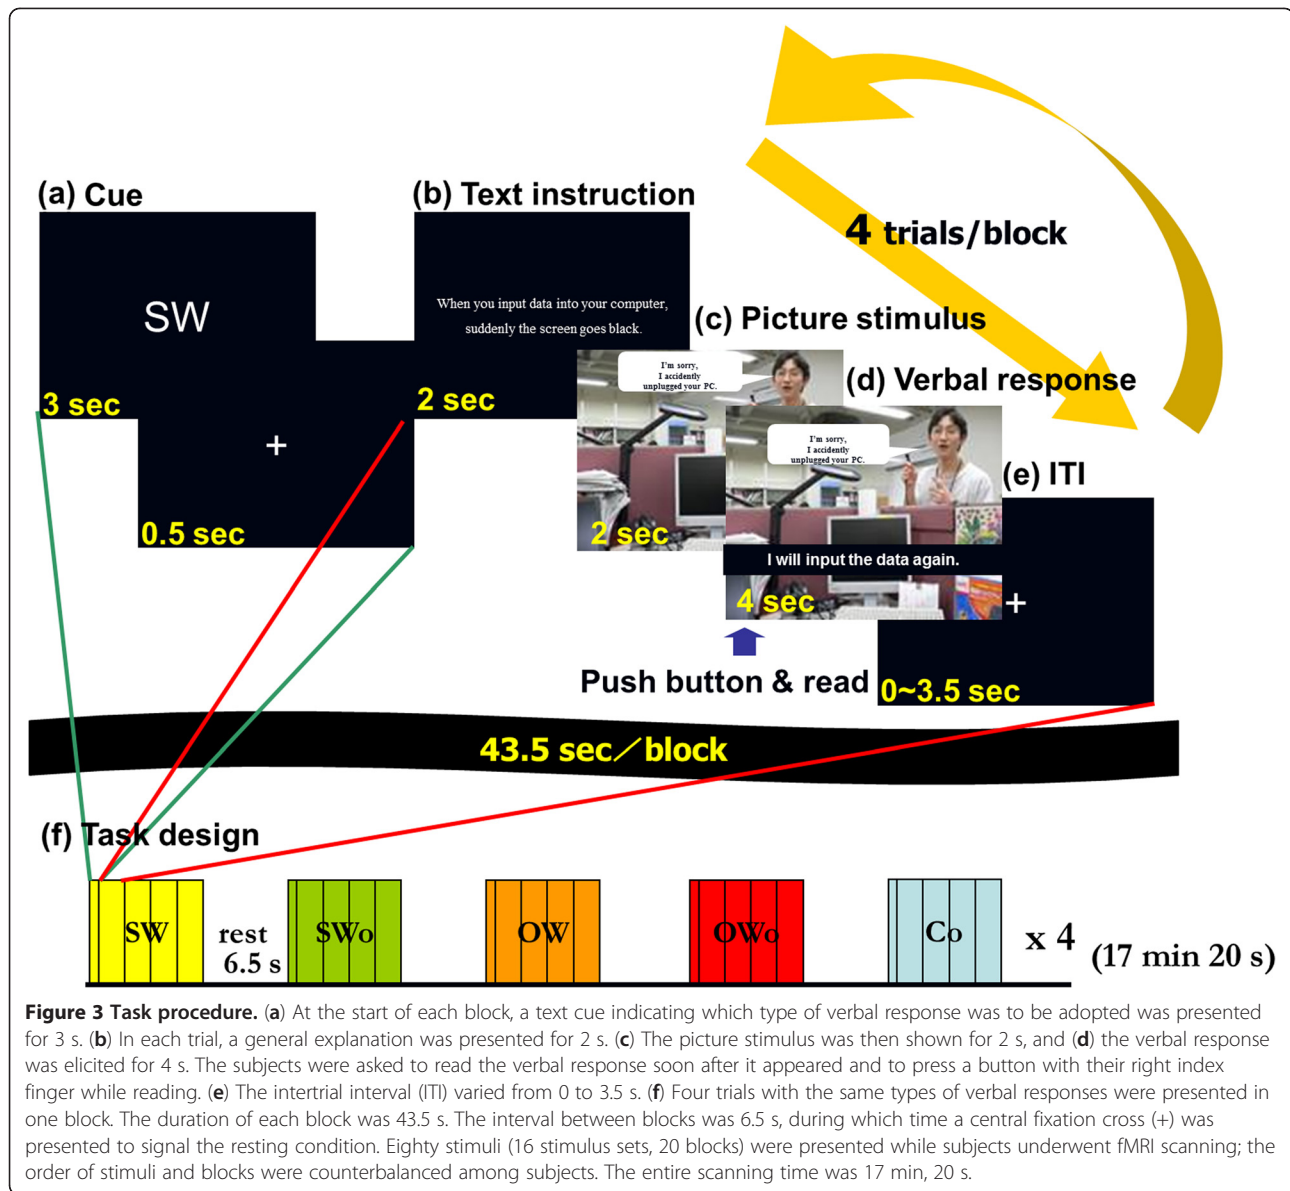 (a) Cue
SW
3 sec
+
0.5 sec
(b) Text instruction
When you input data into your computer,
suddenly the screen goes black.
2 sec
4 trials/block
(c) Picture stimulus
I'm sorry,
I accidently
unplugged your PC.
2 sec
(d) Verbal response
I'm sorry,
I accidently
unplugged your PC.
I will input the data again.
4 sec
Push button & read
(e) ITI
+
0~3.5 sec
43.5 sec/block
(f) Task design
SW
rest
6.5 s
SWo
OW
OWo
Co
x 4
(17 min 20 s)
Figure 3 Task procedure. (a) At the start of each block, a text cue indicating which type of verbal response was to be adopted was presented
for 3 s. (b) In each trial, a general explanation was presented for 2 s. (c) The picture stimulus was then shown for 2 s, and (d) the verbal response
was elicited for 4 s. The subjects were asked to read the verbal response soon after it appeared and to press a button with their right index
finger while reading. (e) The intertrial interval (ITI) varied from 0 to 3.5 s. (f) Four trials with the same types of verbal responses were presented in
one block. The duration of each block was 43.5 s. The interval between blocks was 6.5 s, during which time a central fixation cross (+) was
presented to signal the resting condition. Eighty stimuli (16 stimulus sets, 20 blocks) were presented while subjects underwent fMRI scanning; the
order of stimuli and blocks were counterbalanced among subjects. The entire scanning time was 17 min, 20 s.